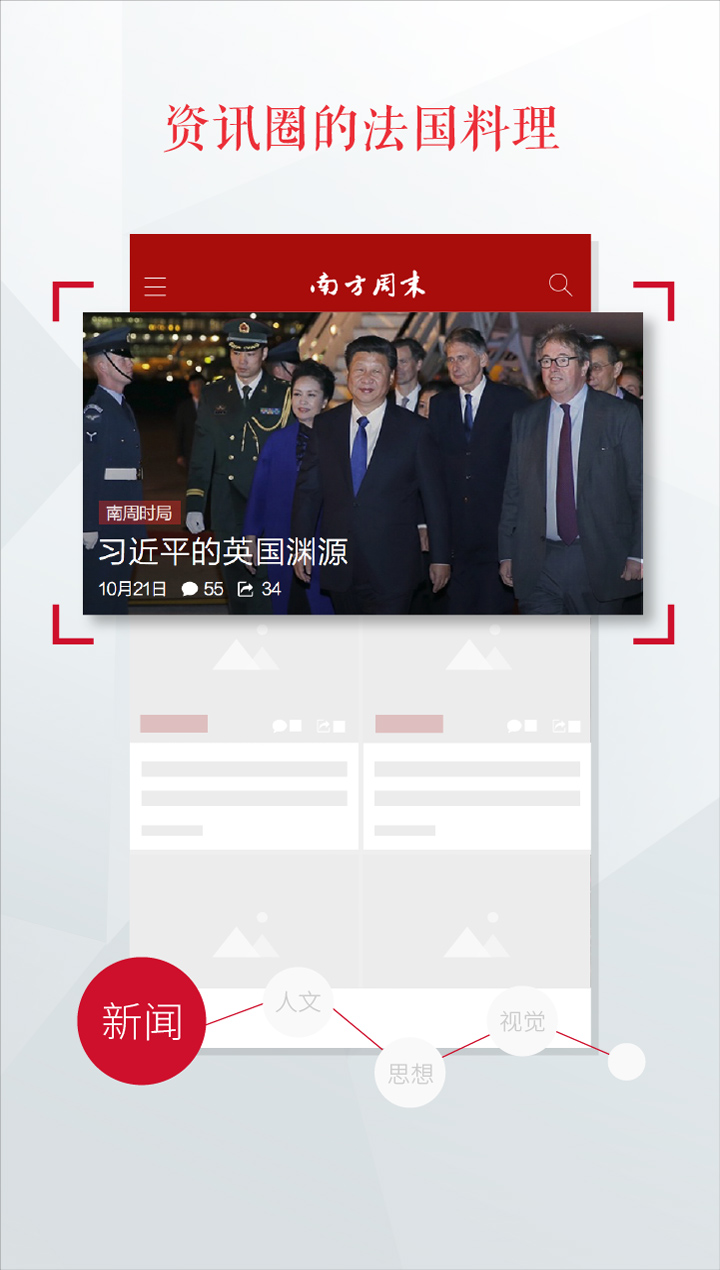 资讯圈的法国料理
南方周末
南周时局
习近平的英国渊源
10月21日 55 34
新闻
人文
思想
视觉